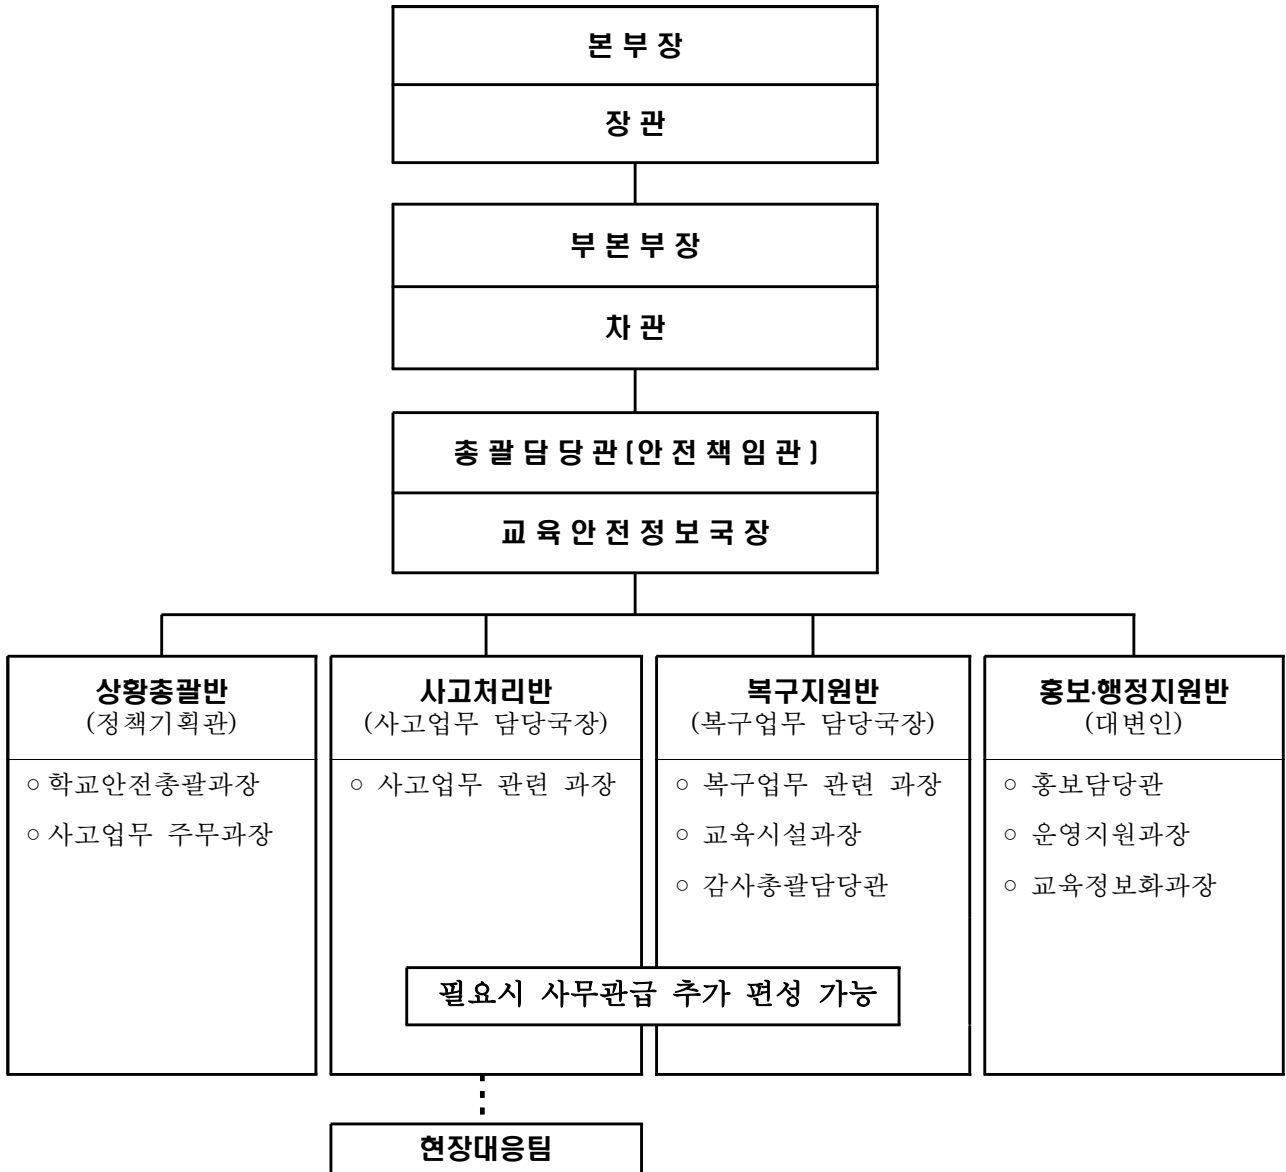 본 부 장
장 관
부 본 부 장
차 관
총 괄 담 당 관 (안 전 책 임 관 )
교 육 안 전 정 보 국 장
상황총괄반
(정책기획관)
○ 학교안전총괄과장
○ 사고업무 주무과장
사고처리반
(사고업무 담당국장)
○ 사고업무 관련 과장
복구지원반
(복구업무 담당국장)
○ 복구업무 관련 과장
○ 교육시설과장
○ 감사총괄담당관
홍보·행정지원반
(대변인)
○ 홍보담당관
○ 운영지원과장
○ 교육정보화과장
필요시 사무관급 추가 편성 가능
현장대응팀